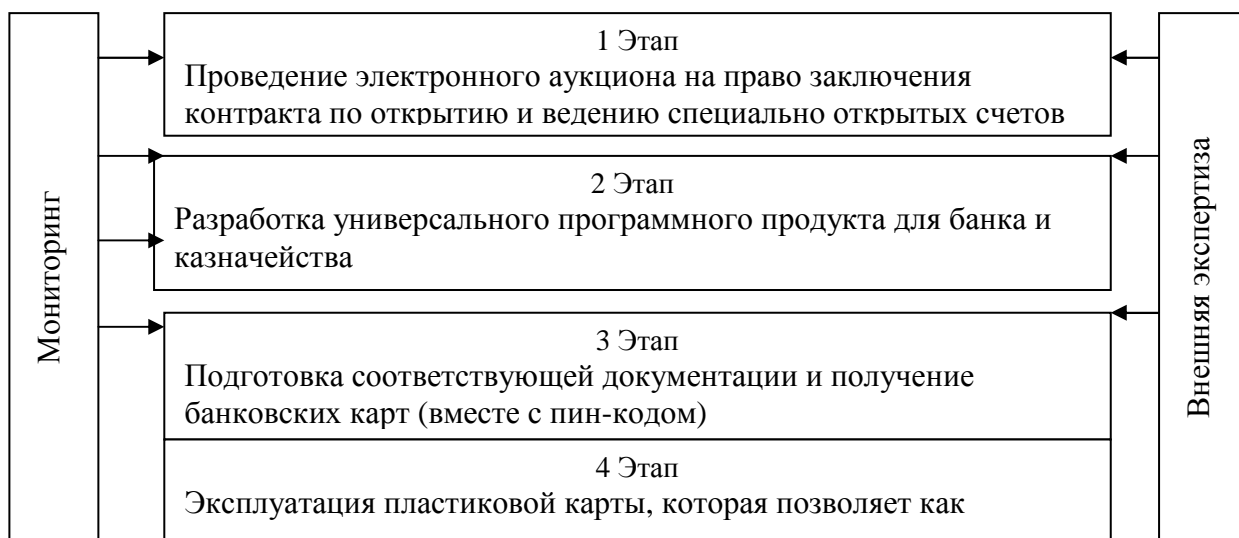 Мониторинг
1 Этап
Проведение электронного аукциона на право заключения
контракта по открытию и ведению специально открытых счетов
2 Этап
Разработка универсального программного продукта для банка и
казначейства
3 Этап
Подготовка соответствующей документации и получение
банковских карт (вместе с пин-кодом)
4 Этап
Эксплуатация пластиковой карты, которая позволяет как
Внешняя экспертиза